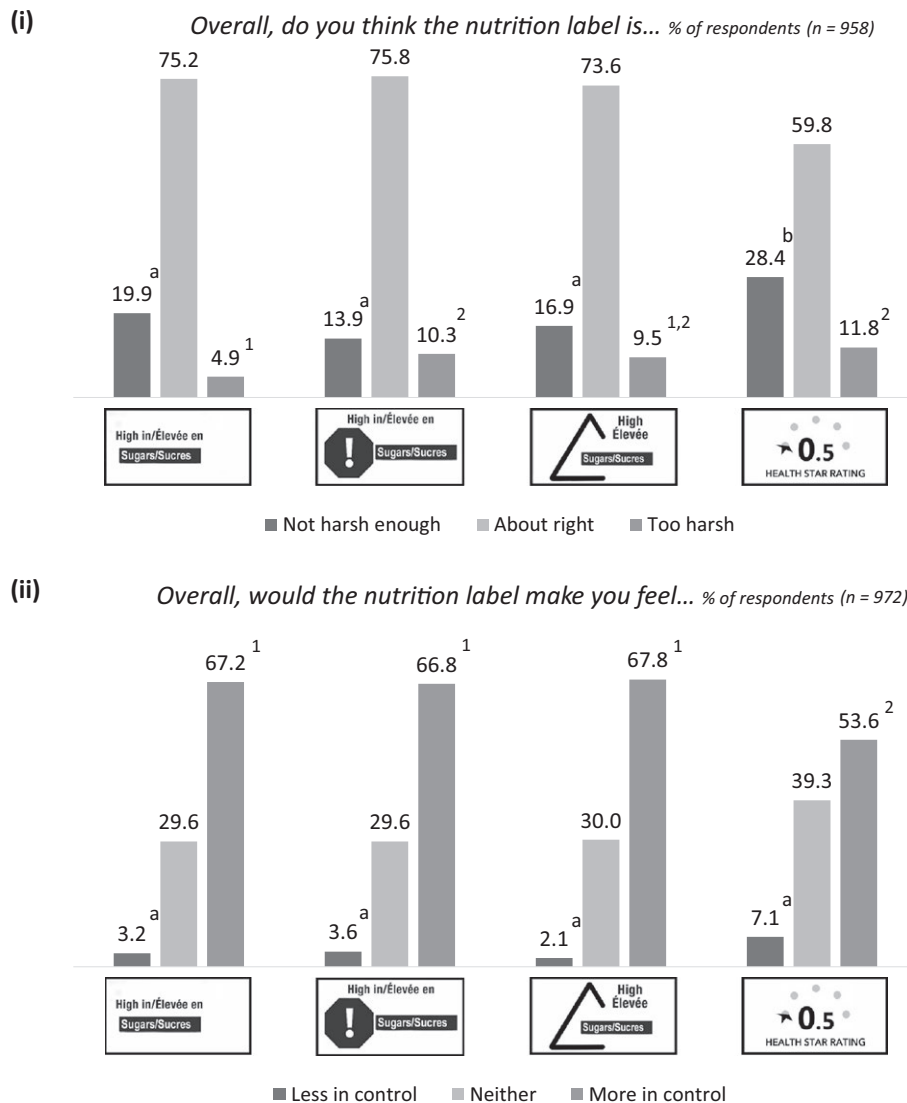 (i)
Overall, do you think the nutrition label is... % of respondents (n = 958)
75.2
75.8
73.6
59.8
19.9 a
4.9 1
13.9 a
10.3 2
16.9 a
9.5 1,2
28.4 b
11.8 2
High in/Élevée en
Sugars/Sucres
High in/Élevée en
!
Sugars/Sucres
High
Élevée
Sugars/Sucres
0.5
HEALTH STAR RATING
Not harsh enough
About right
Too harsh
(ii)
Overall, would the nutrition label make you feel... % of respondents (n = 972)
67.2 1
66.8 1
67.8 1
53.6 2
29.6
29.6
30.0
39.3
3.2 a
3.6 a
2.1 a
7.1 a
High in/Élevée en
Sugars/Sucres
High in/Élevée en
!
Sugars/Sucres
High
Élevée
Sugars/Sucres
0.5
HEALTH STAR RATING
Less in control
Neither
More in control